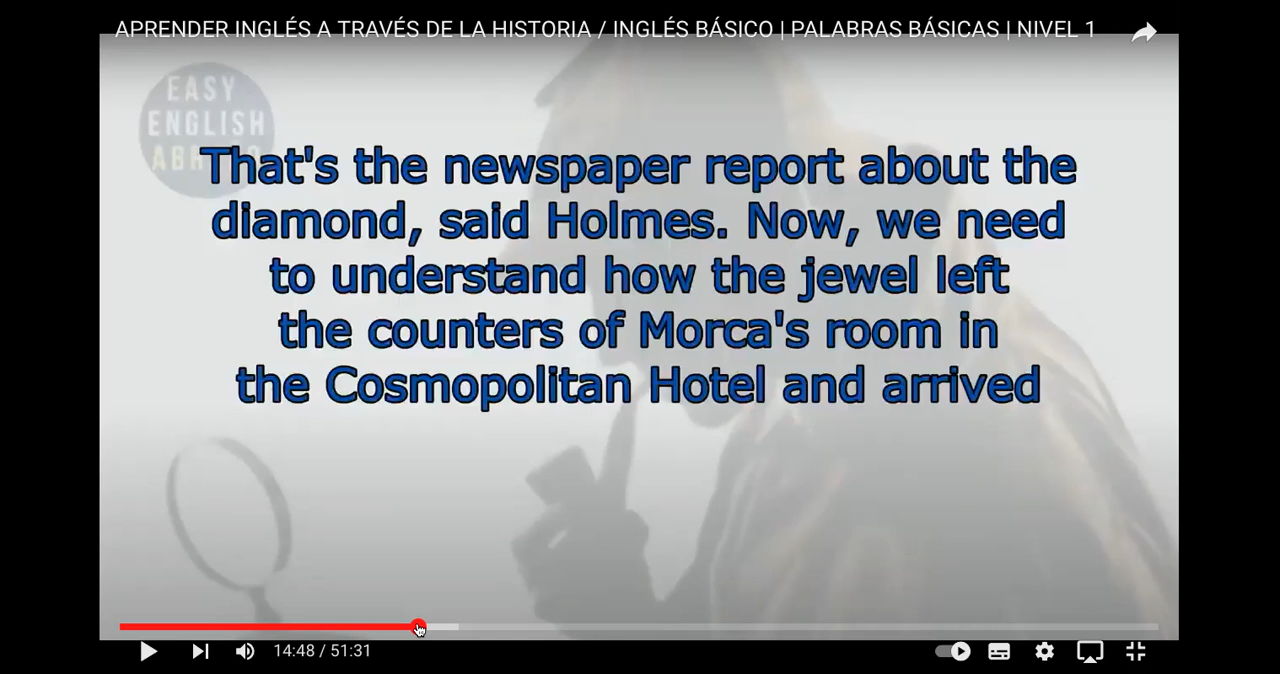 APRENDER INGLÉS A TRAVÉS DE LA HISTORIA / INGLÉS BÁSICO | PALABRAS BÁSICAS | NIVEL 1
EASY
ENGLISH
That's the newspaper report about the
diamond, said Holmes. Now, we need
to understand how the jewel left
the counters of Morca's room in
the Cosmopolitan Hotel and arrived
14:48 / 51:31